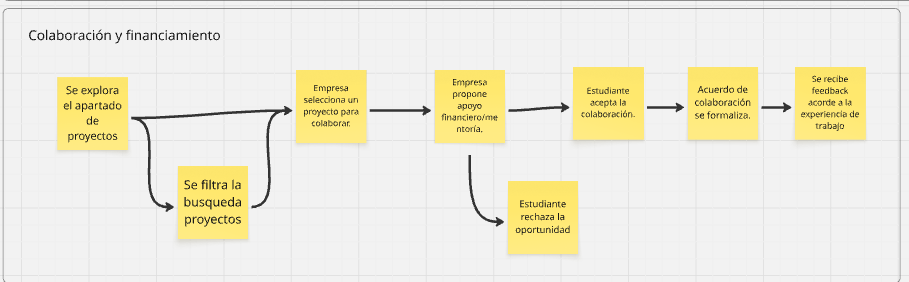 Colaboración y financiamiento
Se explora
el apartado
de
proyectos
Se filtra la
busqueda
proyectos
Empresa
selecciona un
proyecto para
colaborar.
Empresa
propone
apoyo
financiero/me
ntoría.
Estudiante
rechaza la
oportunidad
Estudiante
acepta la
colaboración.
Acuerdo de
colaboración
se formaliza.
Se recibe
feedback
acorde a la
experiencia de
trabajo